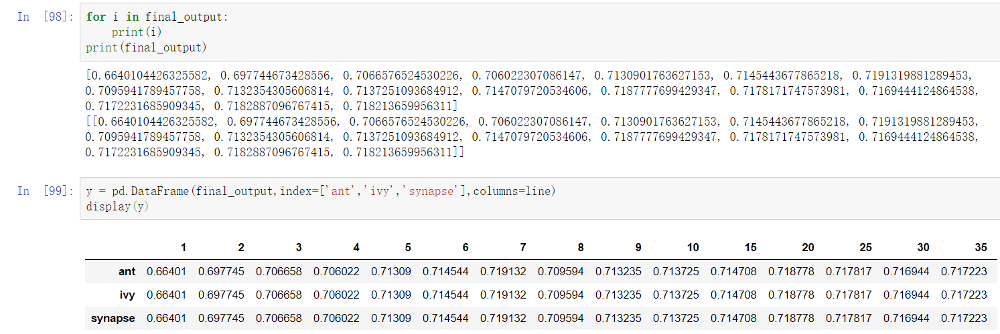 In [98]: for i in final_output:
print(i)
print(final_output)
[0.6640104426325582, 0.697744673428556, 0.7066576524530226, 0.706022307086147, 0.7130901763627153, 0.7145443677865218, 0.7191319881289453,
0.7095941789457758, 0.7132354305606814, 0.7137251093684912, 0.7147079720534606, 0.7187777699429347, 0.7178171747573981, 0.7169444124864538,
0.7172231685909345, 0.7182887096767415, 0.718213659956311]
[[0.6640104426325582, 0.697744673428556, 0.7066576524530226, 0.706022307086147, 0.7130901763627153, 0.7145443677865218, 0.7191319881289453,
0.7095941789457758, 0.7132354305606814, 0.7137251093684912, 0.7147079720534606, 0.7187777699429347, 0.7178171747573981, 0.7169444124864538,
0.7172231685909345, 0.7182887096767415, 0.718213659956311]]
In [99]: y = pd.DataFrame(final_output,index=['ant','ivy','synapse'],columns=line)
display(y)
1 2 3 4 5 6 7 8 9 10 15 20 25 30 35
ant 0.66401 0.697745 0.706658 0.706022 0.71309 0.714544 0.719132 0.709594 0.713235 0.713725 0.714708 0.718778 0.717817 0.716944 0.717223
ivy 0.66401 0.697745 0.706658 0.706022 0.71309 0.714544 0.719132 0.709594 0.713235 0.713725 0.714708 0.718778 0.717817 0.716944 0.717223
synapse 0.66401 0.697745 0.706658 0.706022 0.71309 0.714544 0.719132 0.709594 0.713235 0.713725 0.714708 0.718778 0.717817 0.716944 0.717223